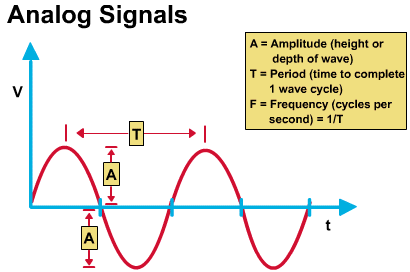 Analog Signals
V
A = Amplitude (height or
depth of wave)
T = Period (time to complete
1 wave cycle)
F = Frequency (cycles per
second) = 1/T
T
A
A
t